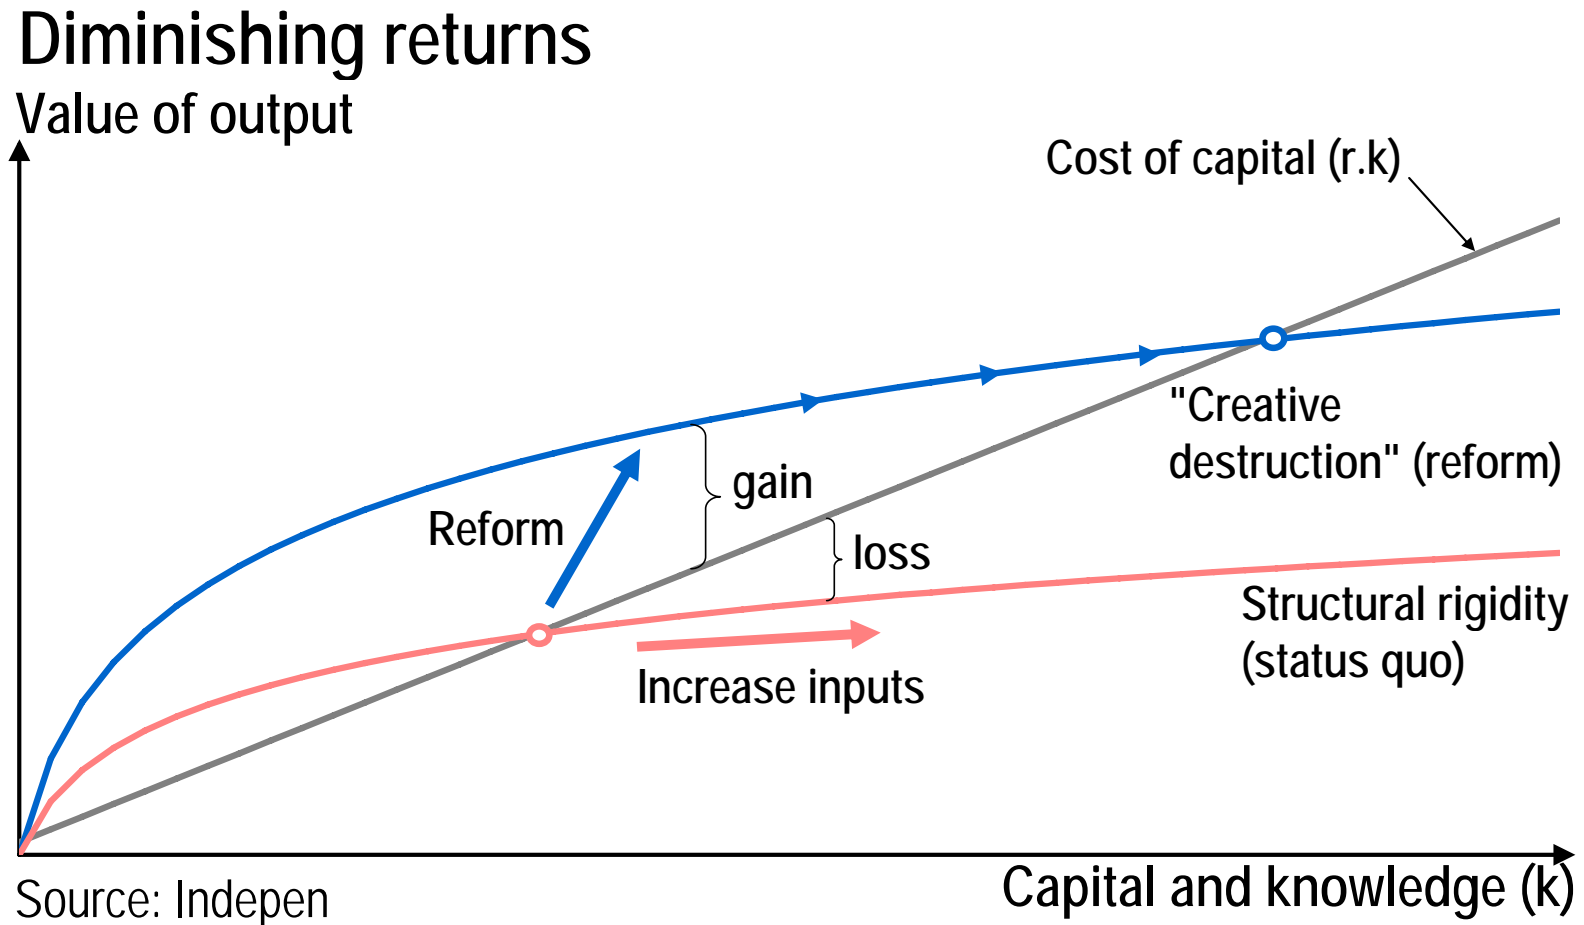 Diminishing returns
Value of output
Cost of capital (r.k)
"Creative
destruction" (reform)
gain
Reform
loss
Structural rigidity
(status quo)
Increase inputs
Capital and knowledge (k)
Source: Indepen